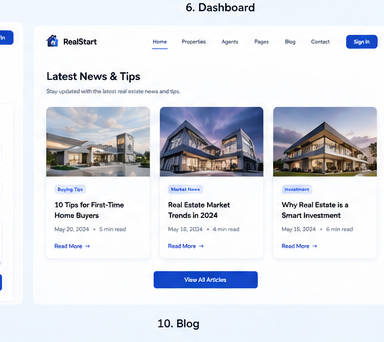 6. Dashboard
In
RealStart
Home Properties Agents Pages Blog Contact Sign In
Latest News & Tips
Stay updated with the latest real estate news and tips.
Buying Tips
10 Tips for First-Time
Home Buyers
May 20, 2024 • 5 min read
Read More →
Market News
Real Estate Market
Trends in 2024
May 18, 2024 • 4 min read
Read More →
Investment
Why Real Estate is a
Smart Investment
May 15, 2024 • 6 min read
Read More →
View All Articles
10. Blog